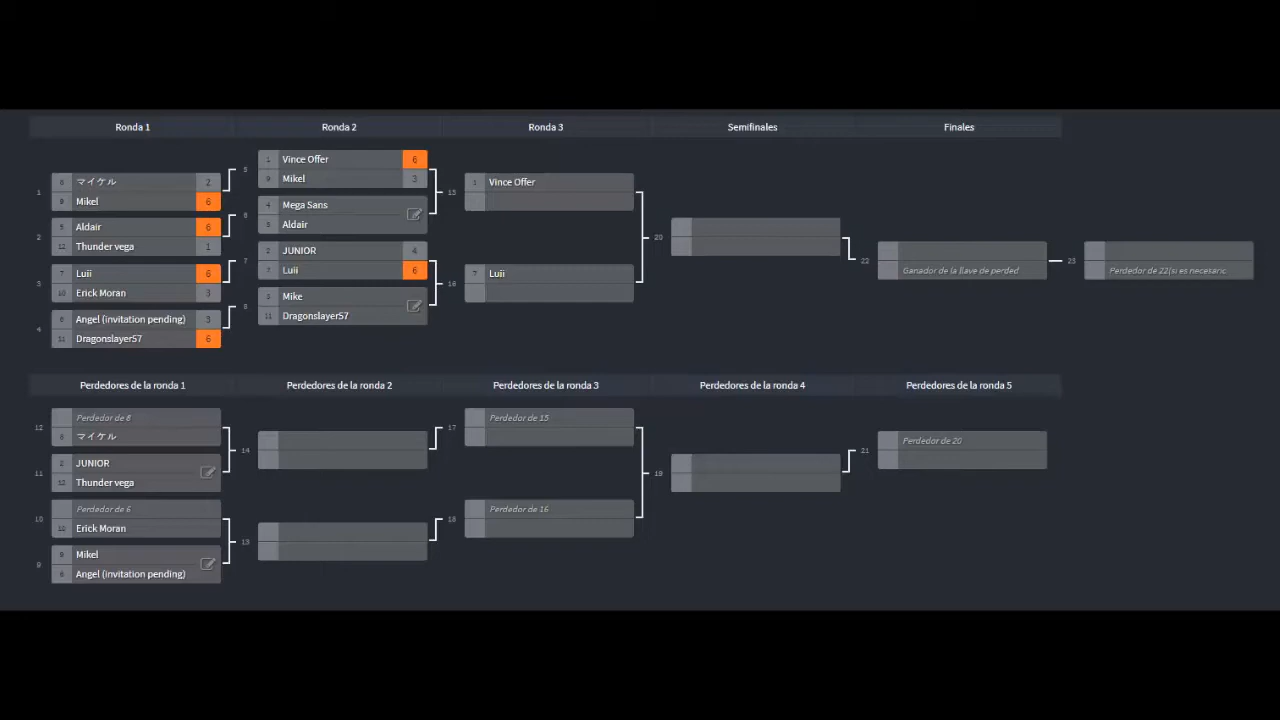 Ronda 1 Ronda 2 Ronda 3 Semifinales Finales
1
8 マイケル 2
9 Mikel 6
2
5 Aldair 6
12 Thunder vega 1
3
7 Luii 6
10 Erick Moran 3
4
6 Angel (invitation pending) 3
11 Dragonslayer57 6
5
1 Vince Offer 6
9 Mikel 3
6
4 Mega Sans
5 Aldair
7
2 JUNIOR 4
7 Luii 6
8
3 Mike
11 Dragonslayer57
15
1 Vince Offer
16
7 Luii
20
22
Ganador de la llave de perded
23
Perdedor de 22(si es necesaric
Perdedores de la ronda 1 Perdedores de la ronda 2 Perdedores de la ronda 3 Perdedores de la ronda 4 Perdedores de la ronda 5
12
Perdedor de 8
8 マイケル
11
2 JUNIOR
12 Thunder vega
10
Perdedor de 6
10 Erick Moran
9
9 Mikel
6 Angel (invitation pending)
14
13
17
Perdedor de 15
18
Perdedor de 16
19
21
Perdedor de 20